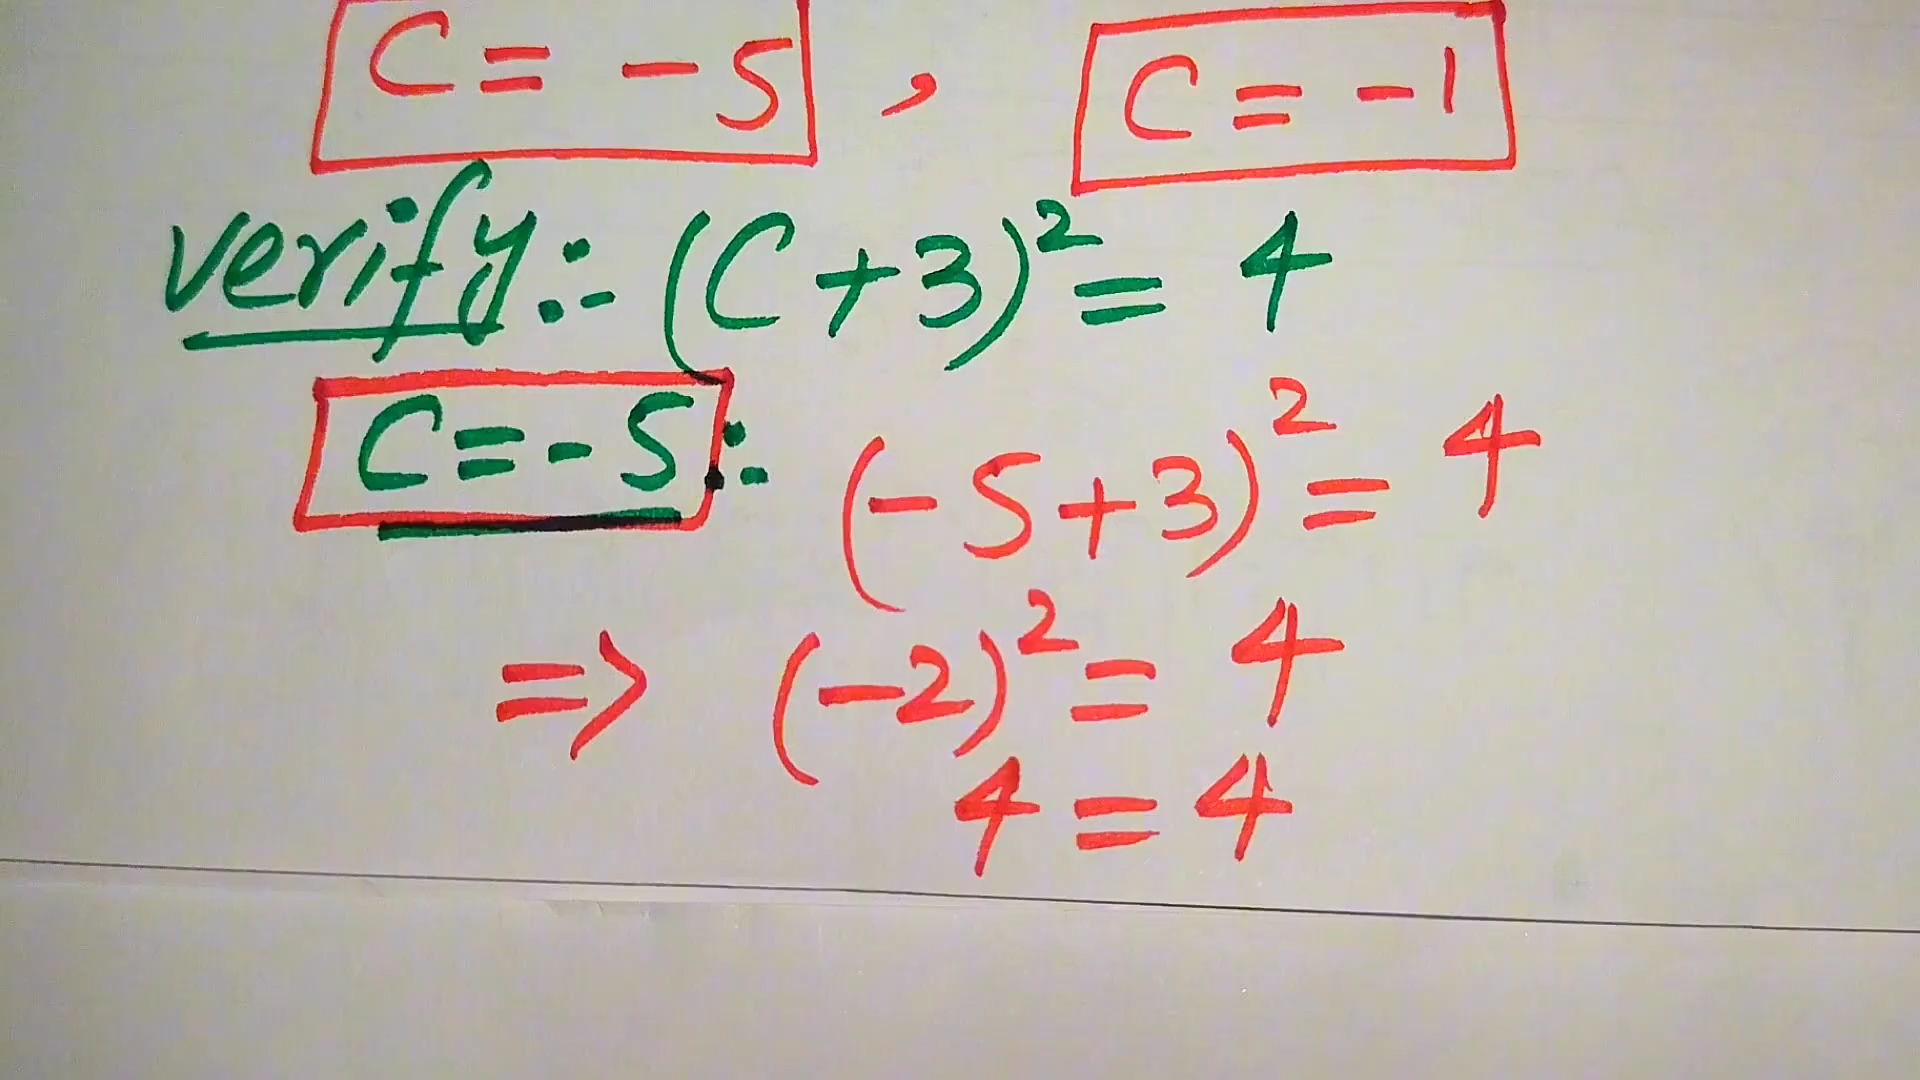 C = -5 , C = -1
verify:- (C+3)² = 4
C = -5 :- (-5+3)² = 4
=> (-2)² = 4
4 = 4